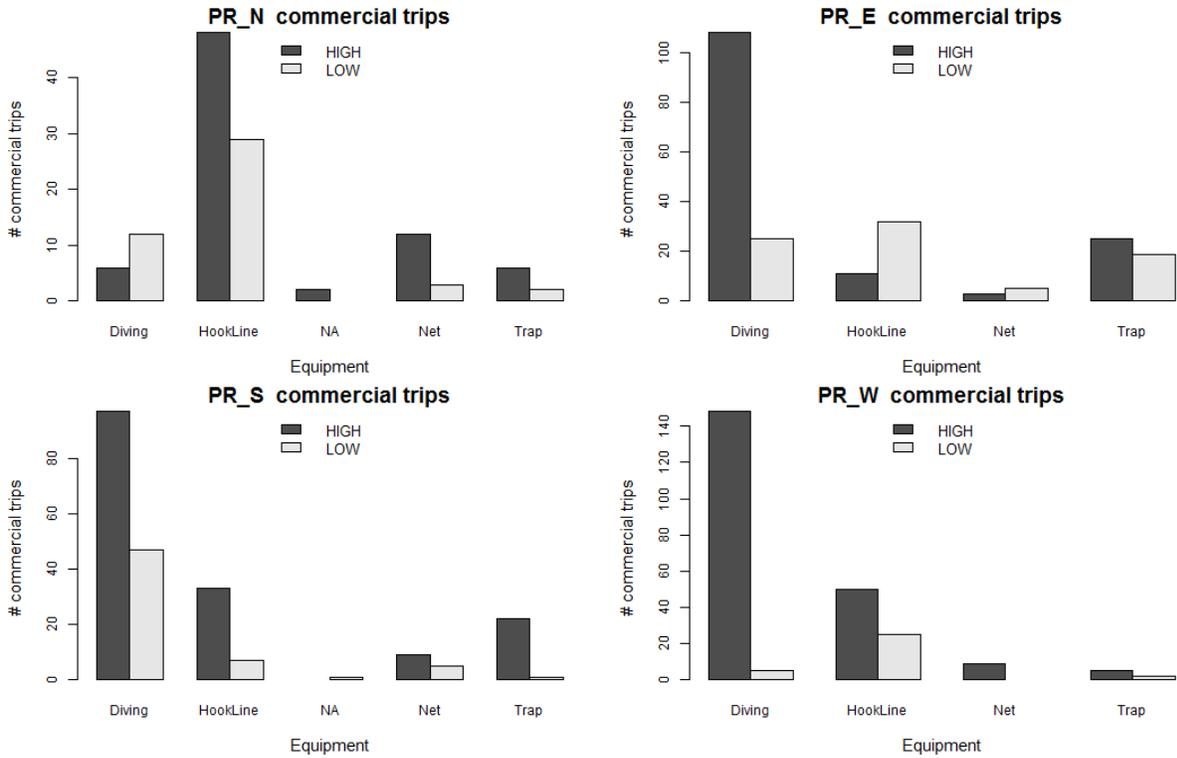 PR_N  commercial trips
HIGH
LOW
# commercial trips
40
30
20
10
0
Diving HookLine NA Net Trap
Equipment
PR_E  commercial trips
HIGH
LOW
# commercial trips
100
80
60
40
20
0
Diving HookLine Net Trap
Equipment
PR_S  commercial trips
HIGH
LOW
# commercial trips
80
60
40
20
0
Diving HookLine NA Net Trap
Equipment
PR_W  commercial trips
HIGH
LOW
# commercial trips
140
120
100
80
60
40
20
0
Diving HookLine Net Trap
Equipment